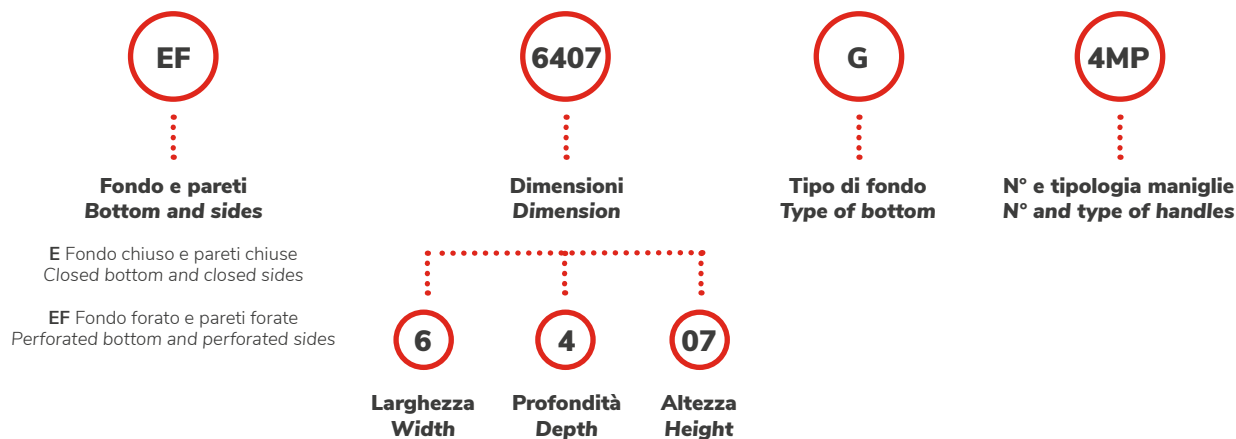 EF
6407
G
4MP
Fondo e pareti
Bottom and sides
Dimensioni
Dimension
Tipo di fondo
Type of bottom
N° e tipologia maniglie
N° and type of handles
E Fondo chiuso e pareti chiuse
Closed bottom and closed sides
EF Fondo forato e pareti forate
Perforated bottom and perforated sides
6
4
07
Larghezza
Width
Profondità
Depth
Altezza
Height